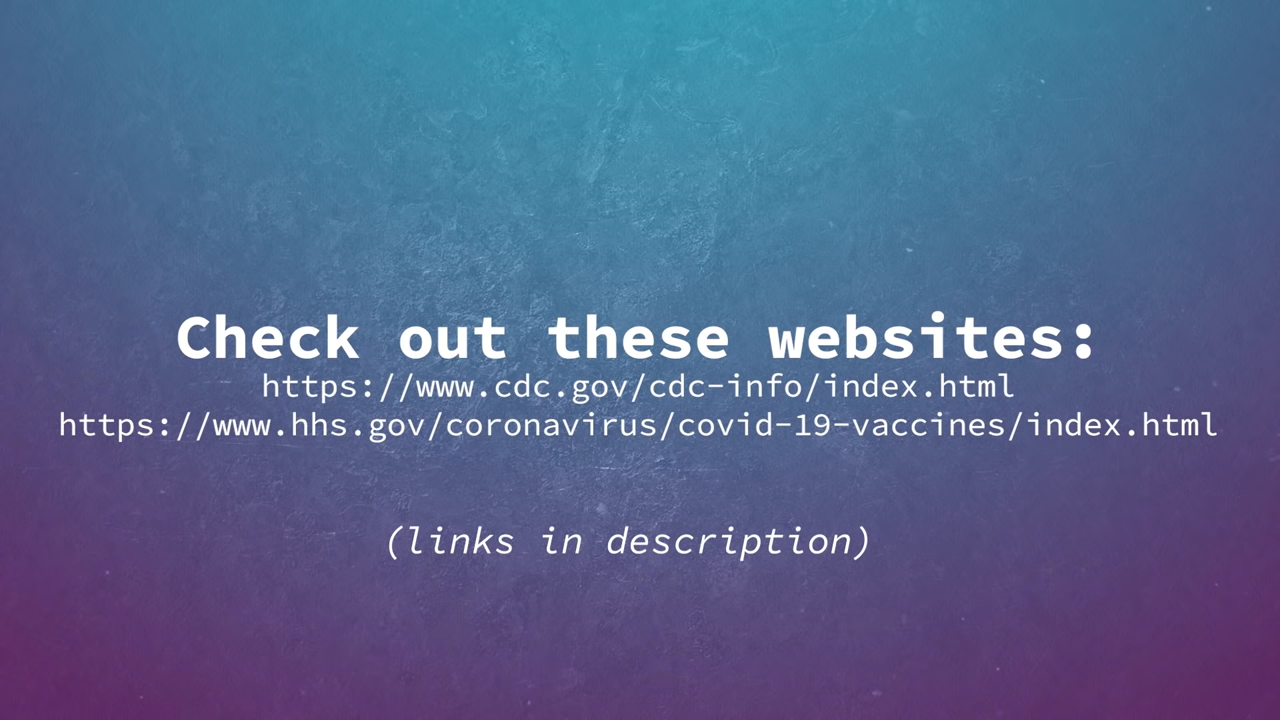 Check out these websites:
https://www.cdc.gov/cdc-info/index.html
https://www.hhs.gov/coronavirus/covid-19-vaccines/index.html
(links in description)